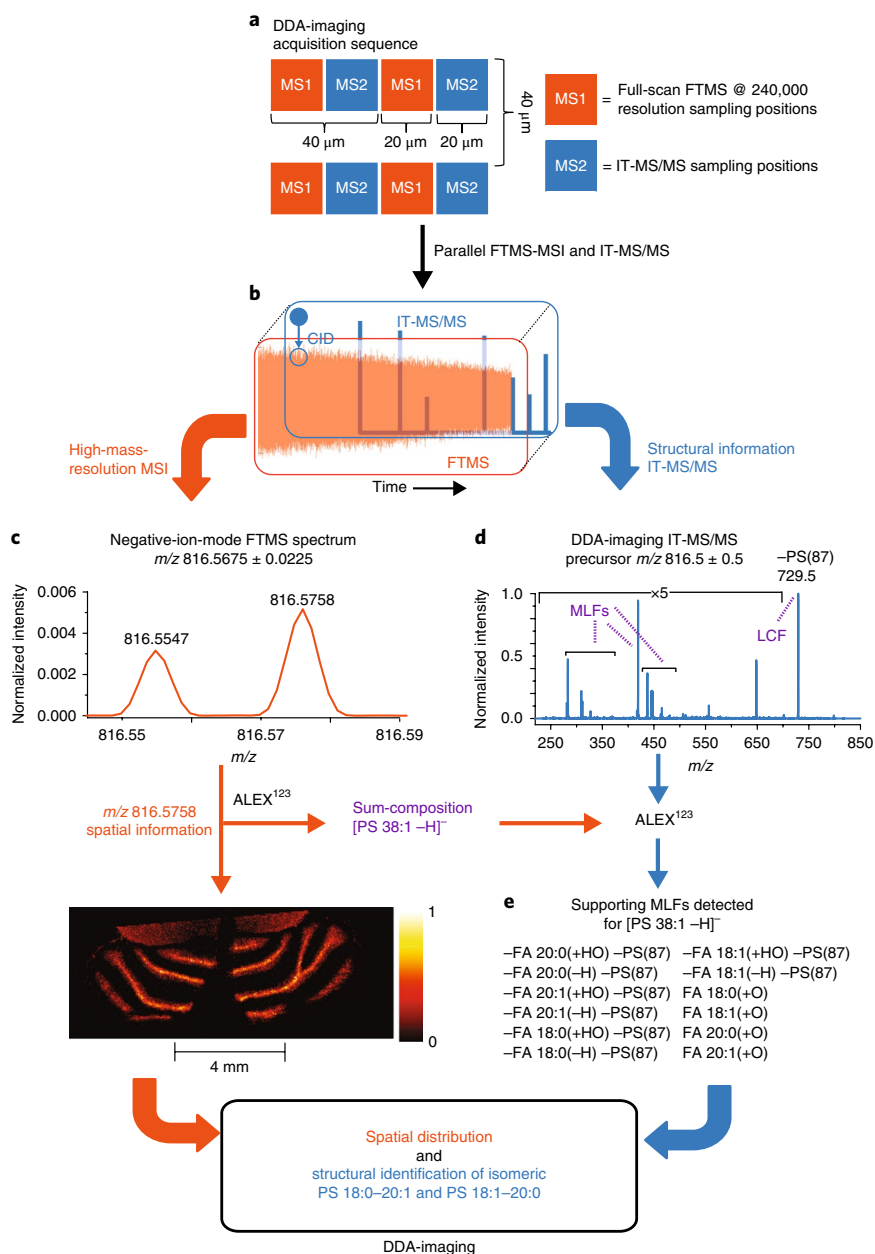 a
DDA-imaging
acquisition sequence
MS1 MS2 MS1 MS2
40 μm 20 μm 20 μm
40 μm
MS1 MS2 MS1 MS2
MS1 = Full-scan FTMS @ 240,000
resolution sampling positions
MS2 = IT-MS/MS sampling positions
Parallel FTMS-MSI and IT-MS/MS
b
IT-MS/MS
CID
FTMS
Time
High-mass-
resolution MSI
Structural information
IT-MS/MS
c
Negative-ion-mode FTMS spectrum
m/z 816.5675 ± 0.0225
Normalized intensity
0.006
0.004
0.002
0.000
816.5547
816.5758
816.55 816.57 816.59
m/z
d
DDA-imaging IT-MS/MS
precursor m/z 816.5 ± 0.5
–PS(87)
729.5
×5
MLFs
LCF
Normalized intensity
1.0
0.5
0.0
250 350 450 550 650 750 850
m/z
m/z 816.5758
spatial information
ALEX¹²³
Sum-composition
[PS 38:1 –H]⁻
ALEX¹²³
1
0
4 mm
e
Supporting MLFs detected
for [PS 38:1 –H]⁻
–FA 20:0(+HO) –PS(87) –FA 18:1(+HO) –PS(87)
–FA 20:0(–H) –PS(87) –FA 18:1(–H) –PS(87)
–FA 20:1(+HO) –PS(87) FA 18:0(+O)
–FA 20:1(–H) –PS(87) FA 18:1(+O)
–FA 18:0(+HO) –PS(87) FA 20:0(+O)
–FA 18:0(–H) –PS(87) FA 20:1(+O)
Spatial distribution
and
structural identification of isomeric
PS 18:0–20:1 and PS 18:1–20:0
DDA-imaging